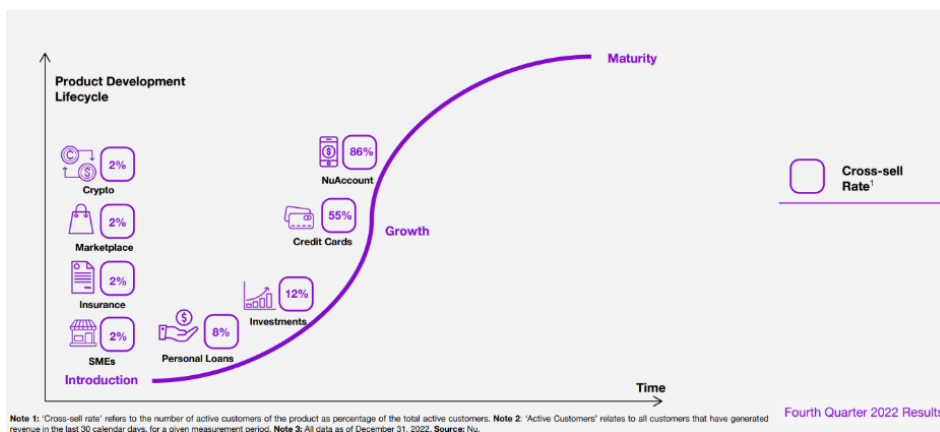 Maturity
Product Development
Lifecycle
86%
NuAccount
2%
Crypto
Cross-sell
Rate¹
55%
Credit Cards
2%
Marketplace
Growth
2%
Insurance
12%
Investments
2%
SMEs
$
8%
Personal Loans
Introduction
Time
Note 1: 'Cross-sell rate' refers to the number of active customers of the product as percentage of the total active customers. Note 2: 'Active Customers' relates to all customers that have generated
revenue in the last 30 calendar days, for a given measurement period. Note 3: All data as of December 31, 2022. Source: Nu.
Fourth Quarter 2022 Results